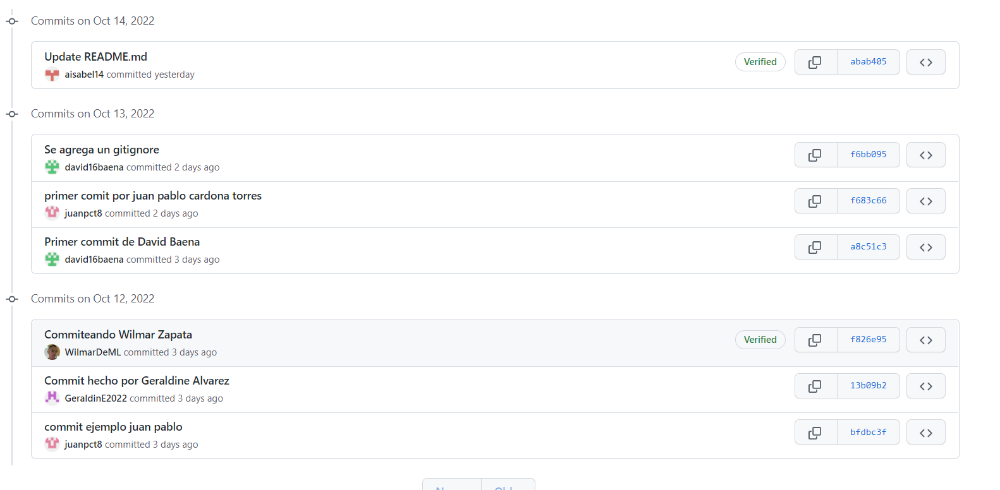 Commits on Oct 14, 2022
Update README.md
Verified
abab405
aisabel14 committed yesterday
Commits on Oct 13, 2022
Se agrega un gitignore
f6bb095
david16baena committed 2 days ago
primer comit por juan pablo cardona torres
f683c66
juanpct8 committed 2 days ago
Primer commit de David Baena
a8c51c3
david16baena committed 3 days ago
Commits on Oct 12, 2022
Commiteando Wilmar Zapata
Verified
f826e95
WilmarDeML committed 3 days ago
Commit hecho por Geraldine Alvarez
13b09b2
GeraldinE2022 committed 3 days ago
commit ejemplo juan pablo
bfdbc3f
juanpct8 committed 3 days ago